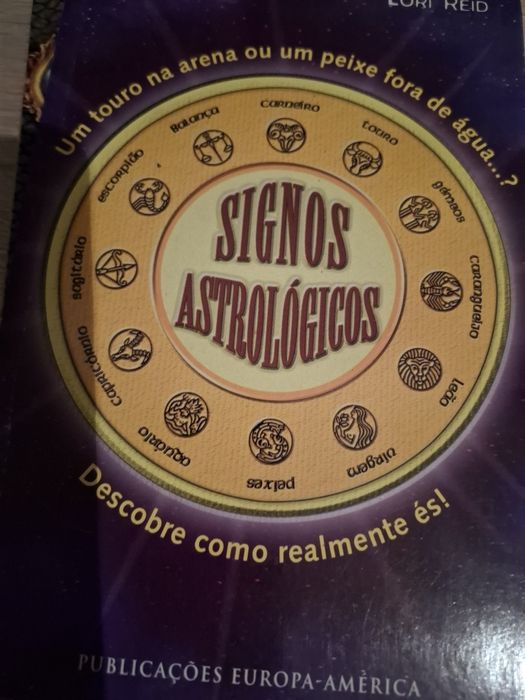 LORI REID
Um touro na arena ou um peixe fora de água...?
carneiro
touro
gémeos
caranguejo
leão
virgem
peixes
aquário
capricórnio
sagitário
escorpião
Balança
SIGNOS
ASTROLÓGICOS
Descobre como realmente és!
PUBLICAÇÕES EUROPA-AMÉRICA